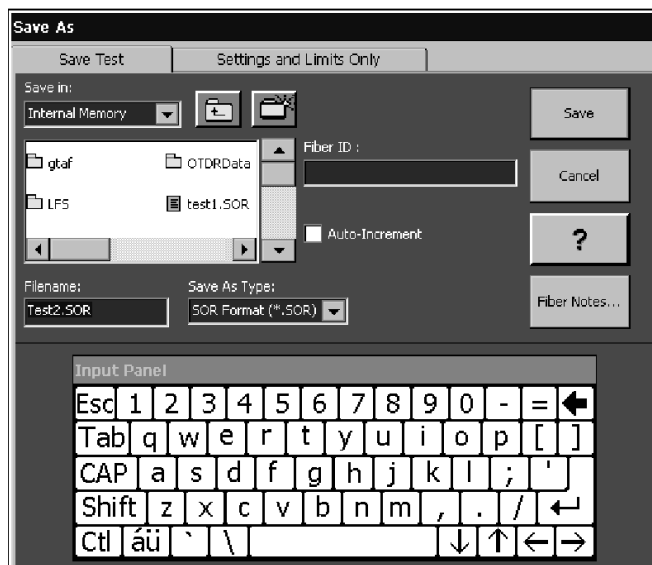 Save As
Save Test Settings and Limits Only
Save in:
Internal Memory
Save
gtaf OTDRData
LFS test1.SOR
Fiber ID :
Cancel
Auto-Increment
?
Filename: Save As Type:
Test2.SOR SOR Format (*.SOR)
Fiber Notes...
Input Panel
Esc 1 2 3 4 5 6 7 8 9 0 - =
Tab q w e r t y u i o p [ ]
CAP a s d f g h j k l ; '
Shift z x c v b n m , . /
Ctl áü ` \